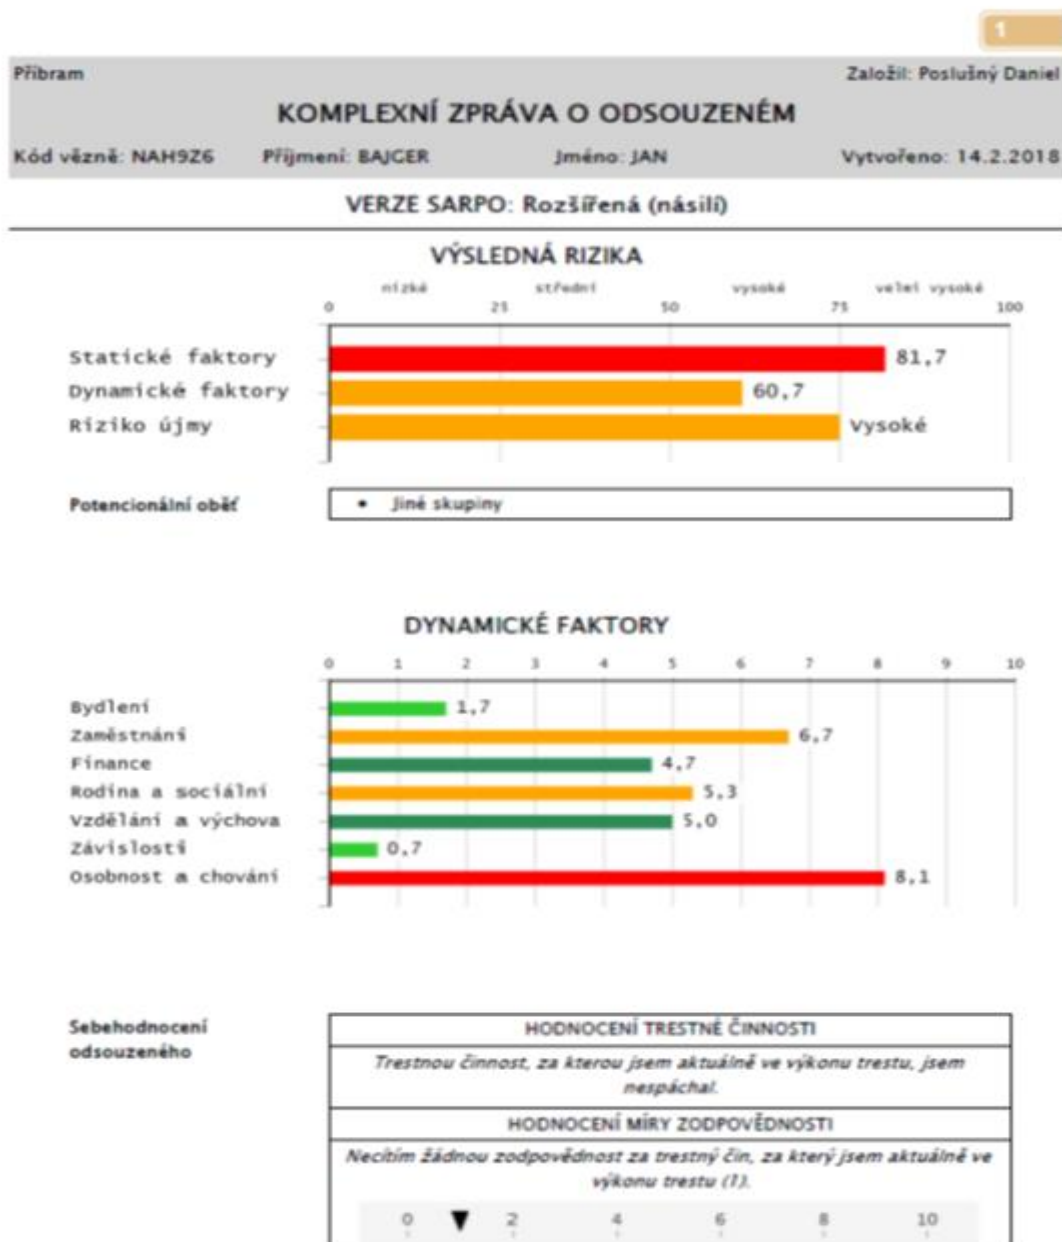 1
Příbram Založil: Poslušný Daniel
KOMPLEXNÍ ZPRÁVA O ODSOUZENÉM
Kód vězně: NAH9Z6 Příjmení: BAJGER Jméno: JAN Vytvořeno: 14.2.2018
VERZE SARPO: Rozšířená (násilí)
VÝSLEDNÁ RIZIKA
nízké střední vysoké velmi vysoké
0 25 50 75 100
Statické faktory 81,7
Dynamické faktory 60,7
Riziko újmy Vysoké
Potencionální oběť • Jiné skupiny
DYNAMICKÉ FAKTORY
0 1 2 3 4 5 6 7 8 9 10
Bydlení 1,7
Zaměstnání 6,7
Finance 4,7
Rodina a sociální 5,3
Vzdělání a výchova 5,0
Závislosti 0,7
Osobnost a chování 8,1
Sebehodnocení
odsouzeného
HODNOCENÍ TRESTNÉ ČINNOSTI
Trestnou činnost, za kterou jsem aktuálně ve výkonu trestu, jsem
nespáchal.
HODNOCENÍ MÍRY ZODPOVĚDNOSTI
Necítím žádnou zodpovědnost za trestný čin, za který jsem aktuálně ve
výkonu trestu (1).
0 2 4 6 8 10